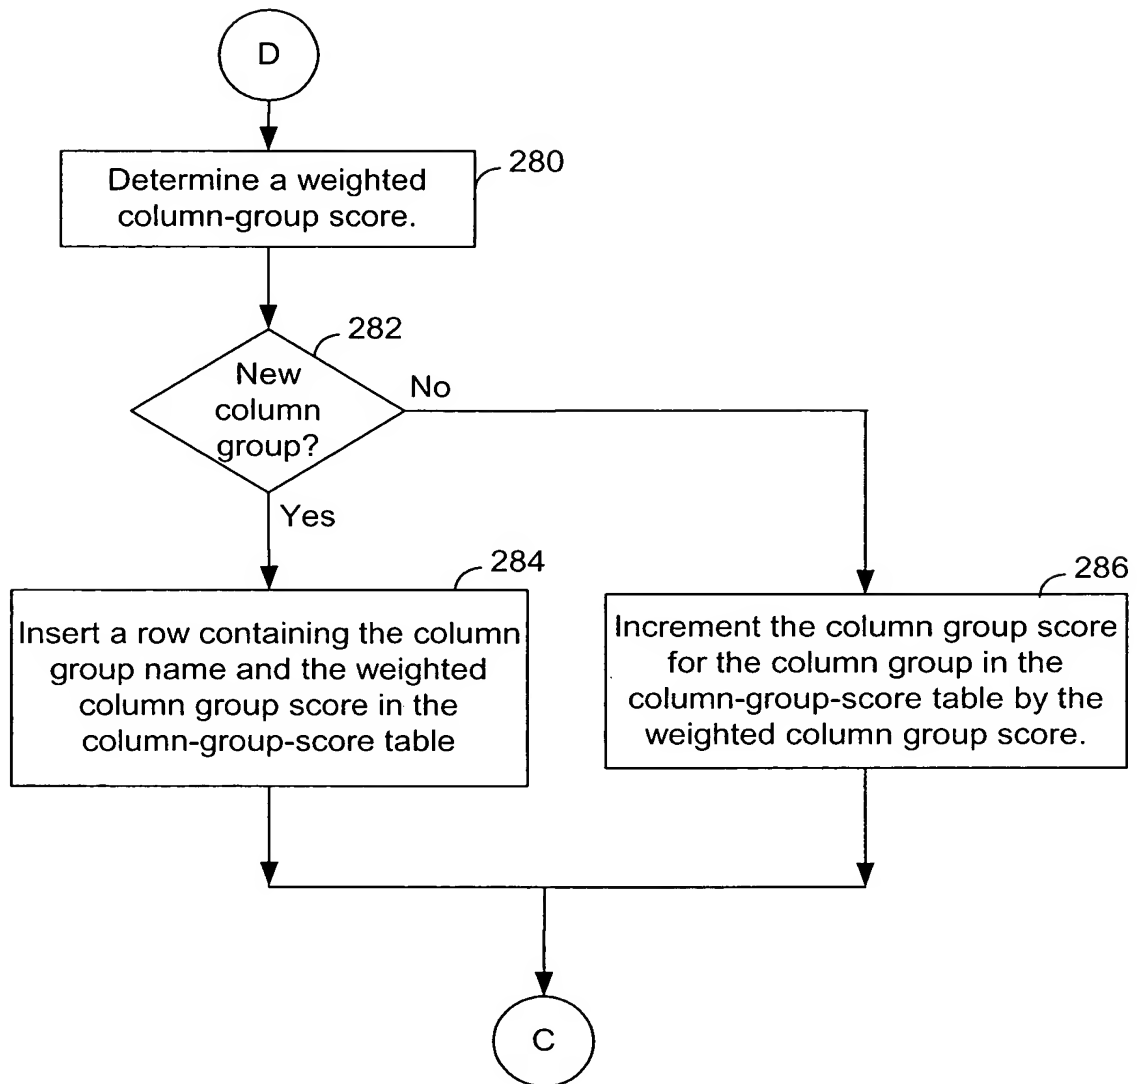 D
280
Determine a weighted
column-group score.
282
New
column
group?
No
Yes
284
Insert a row containing the column
group name and the weighted
column group score in the
column-group-score table
286
Increment the column group score
for the column group in the
column-group-score table by the
weighted column group score.
C